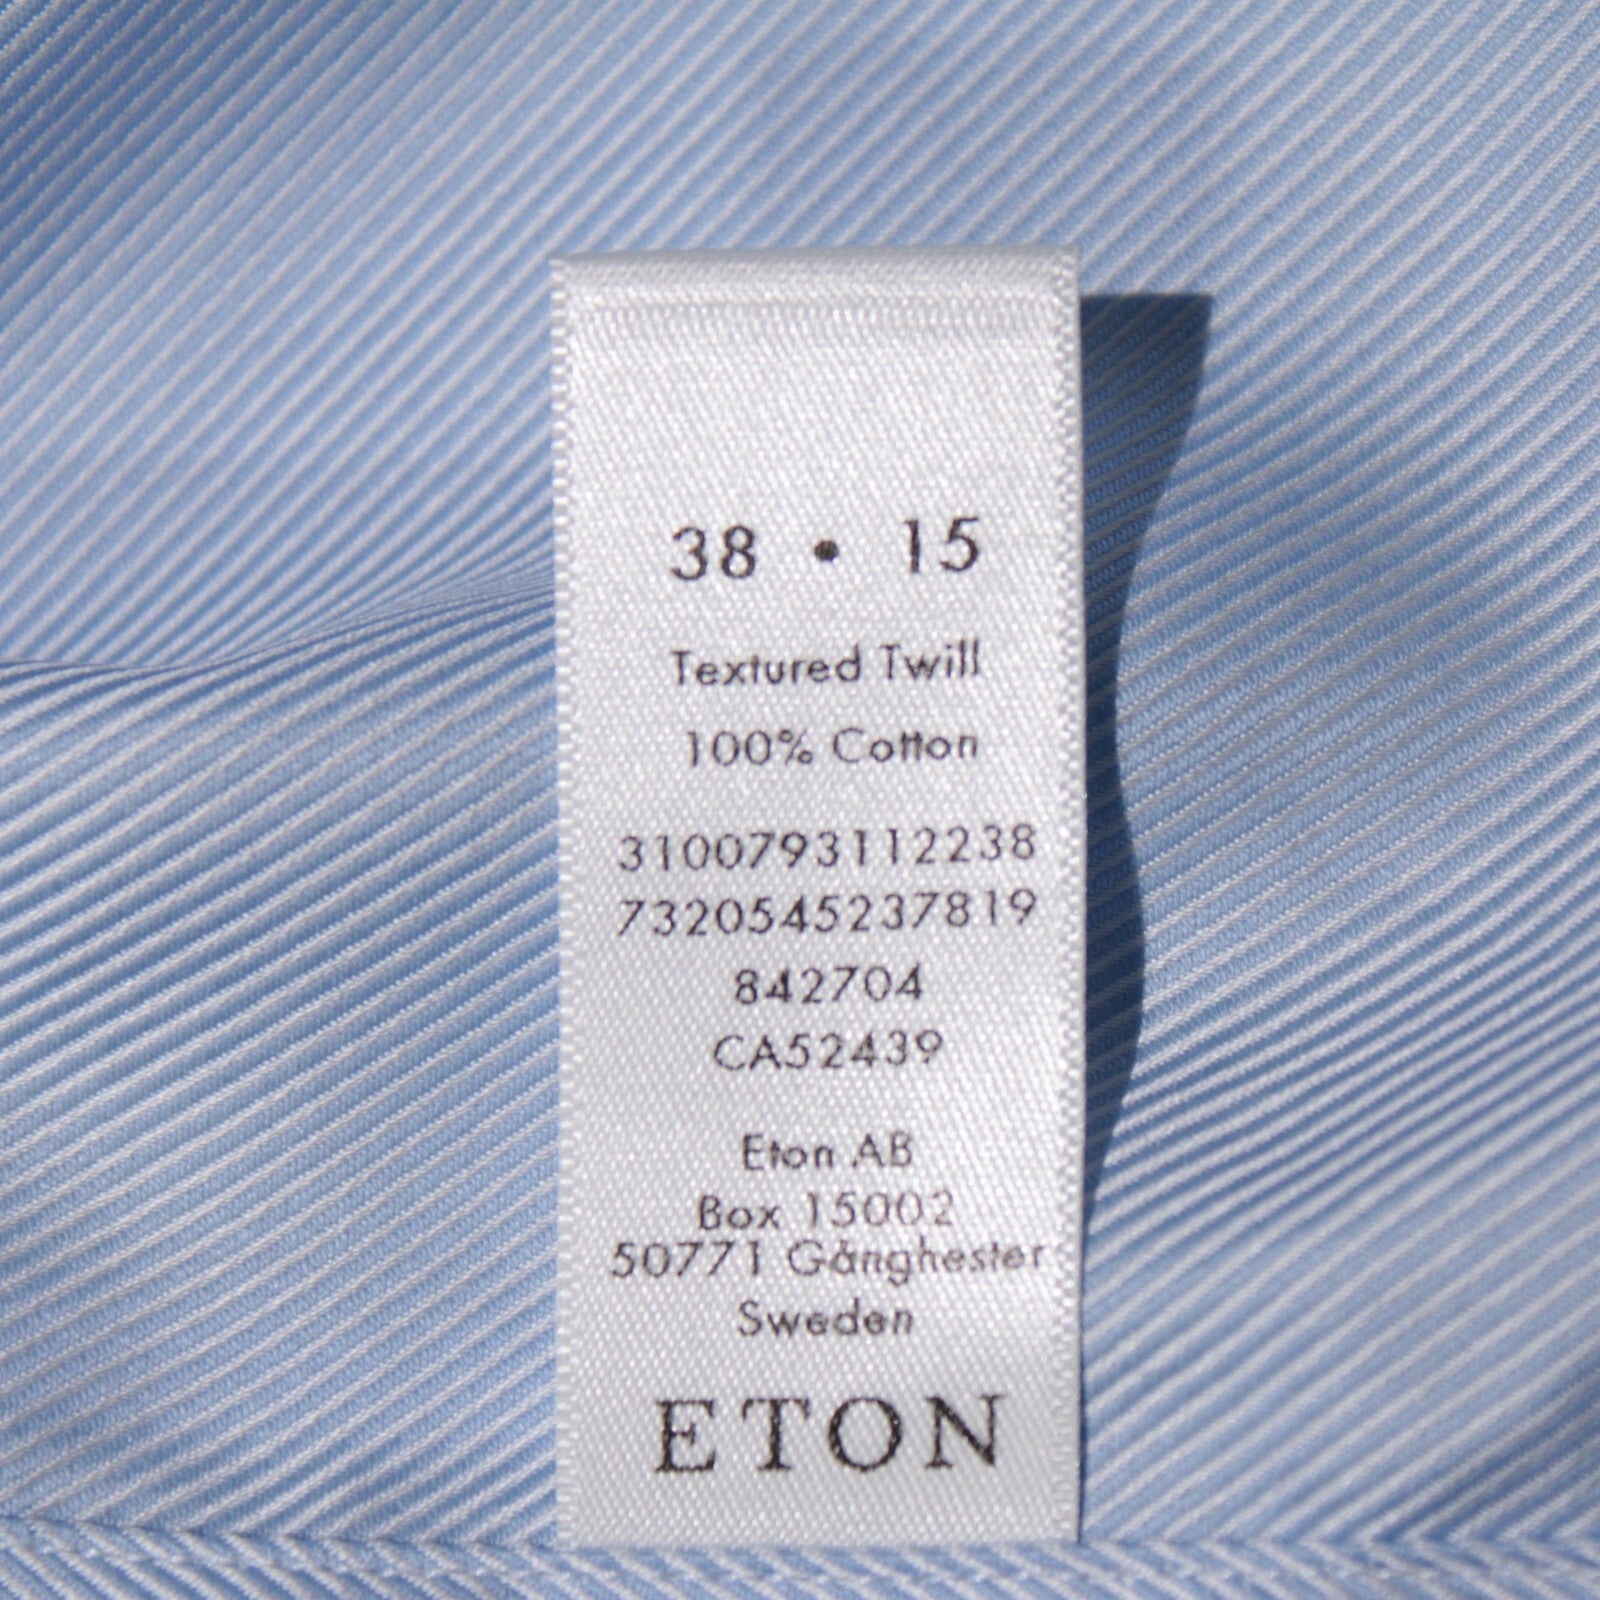 38 • 15
Textured Twill
100% Cotton
3100793112238
7320545237819
842704
CA52439
Eton AB
Box 15002
50771 Gånghester
Sweden
ETON